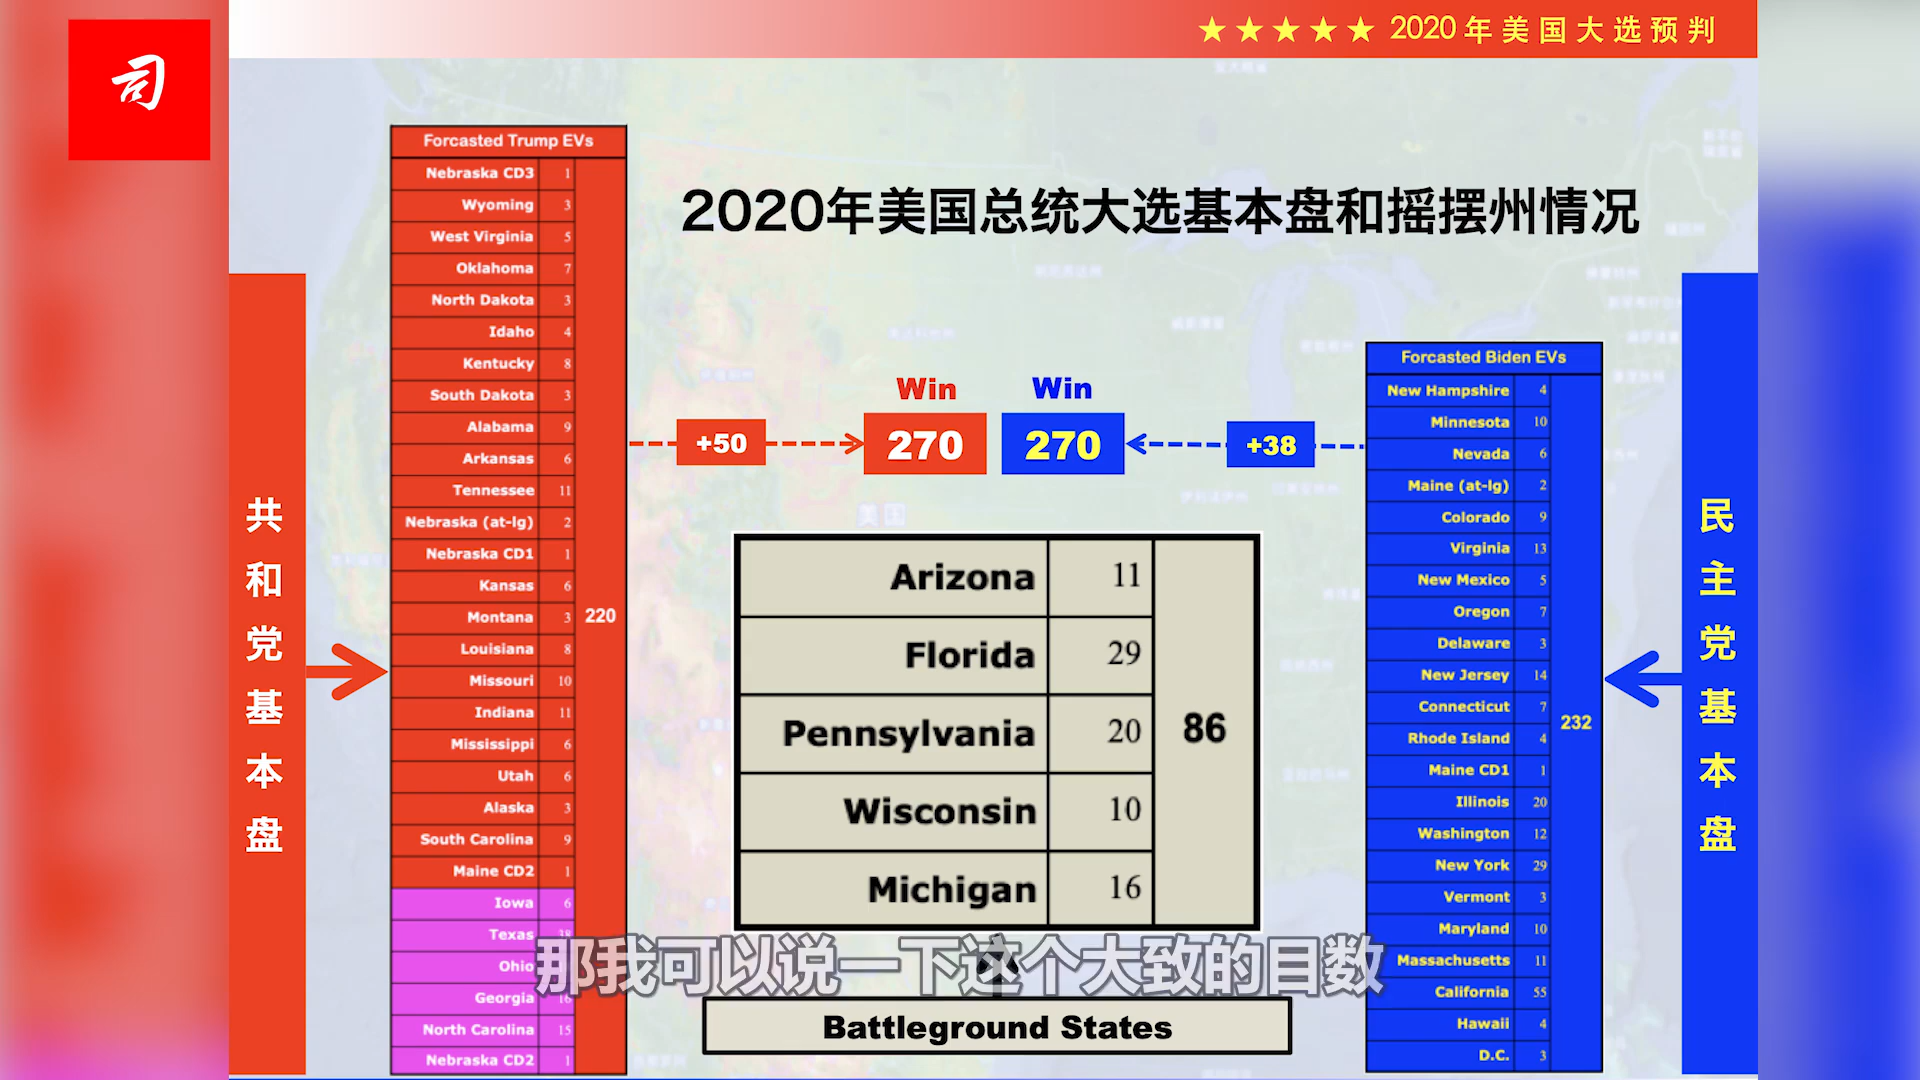 司
★★★★★ 2020年美国大选预判
2020年美国总统大选基本盘和摇摆州情况
共和党基本盘
Forcasted Trump EVs
Nebraska CD3 1
Wyoming 3
West Virginia 5
Oklahoma 7
North Dakota 3
Idaho 4
Kentucky 8
South Dakota 3
Alabama 9
Arkansas 6
Tennessee 11
Nebraska (at-lg) 2
Nebraska CD1 1
Kansas 6
Montana 3
220
Louisiana 8
Missouri 10
Indiana 11
Mississippi 6
Utah 6
Alaska 3
South Carolina 9
Maine CD2 1
Iowa 6
Texas 38
Ohio
Georgia 16
North Carolina 15
Nebraska CD2 1
Win
Win
+50
270
270
+38
Arizona 11
Florida 29
Pennsylvania 20
86
Wisconsin 10
Michigan 16
那我可以说一下这个大致的目数
Battleground States
Forcasted Biden EVs
New Hampshire 4
Minnesota 10
Nevada 6
Maine (at-lg) 2
Colorado 9
Virginia 13
New Mexico 5
Oregon 7
Delaware 3
New Jersey 14
Connecticut 7
232
Rhode Island 4
Maine CD1 1
Illinois 20
Washington 12
New York 29
Vermont 3
Maryland 10
Massachusetts 11
California 55
Hawaii 4
D.C. 3
民主党基本盘
美国